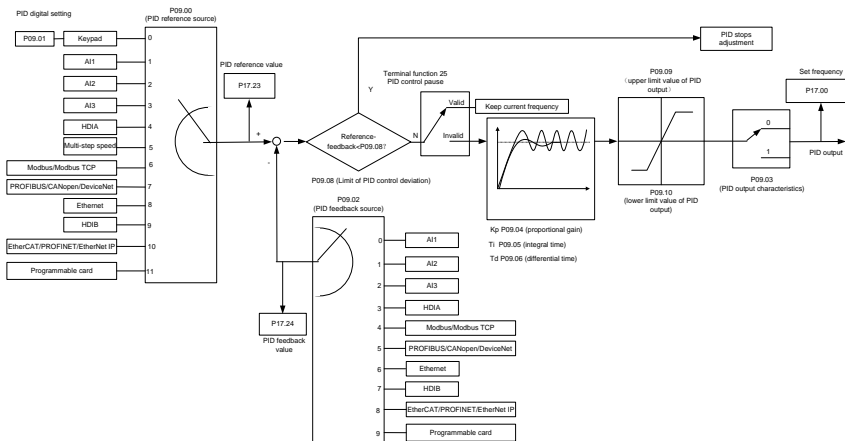 PID digital setting
P09.00
(PID reference source)
P09.01
Keypad
0
AI1
1
AI2
2
AI3
3
HDIA
4
Multi-step speed
5
Modbus/Modbus TCP
6
PROFIBUS/CANopen/DeviceNet
7
Ethernet
8
HDIB
9
EtherCAT/PROFINET/EtherNet IP
10
Programmable card
11
PID reference value
P17.23
+
-
Reference-
feedback<P09.08?
Y
N
P09.08 (Limit of PID control deviation)
PID stops
adjustment
Terminal function 25
PID control pause
Valid
Invalid
Keep current frequency
Kp P09.04 (proportional gain)
Ti P09.05 (integral time)
Td P09.06 (differential time)
P09.09
(upper limit value of PID
output)
P09.10
(lower limit value of PID
output)
0
1
P09.03
(PID output characteristics)
Set frequency
P17.00
PID output
P17.24
PID feedback
value
P09.02
(PID feedback source)
0
AI1
1
AI2
2
AI3
3
HDIA
4
Modbus/Modbus TCP
5
PROFIBUS/CANopen/DeviceNet
6
Ethernet
7
HDIB
8
EtherCAT/PROFINET/EtherNet IP
9
Programmable card